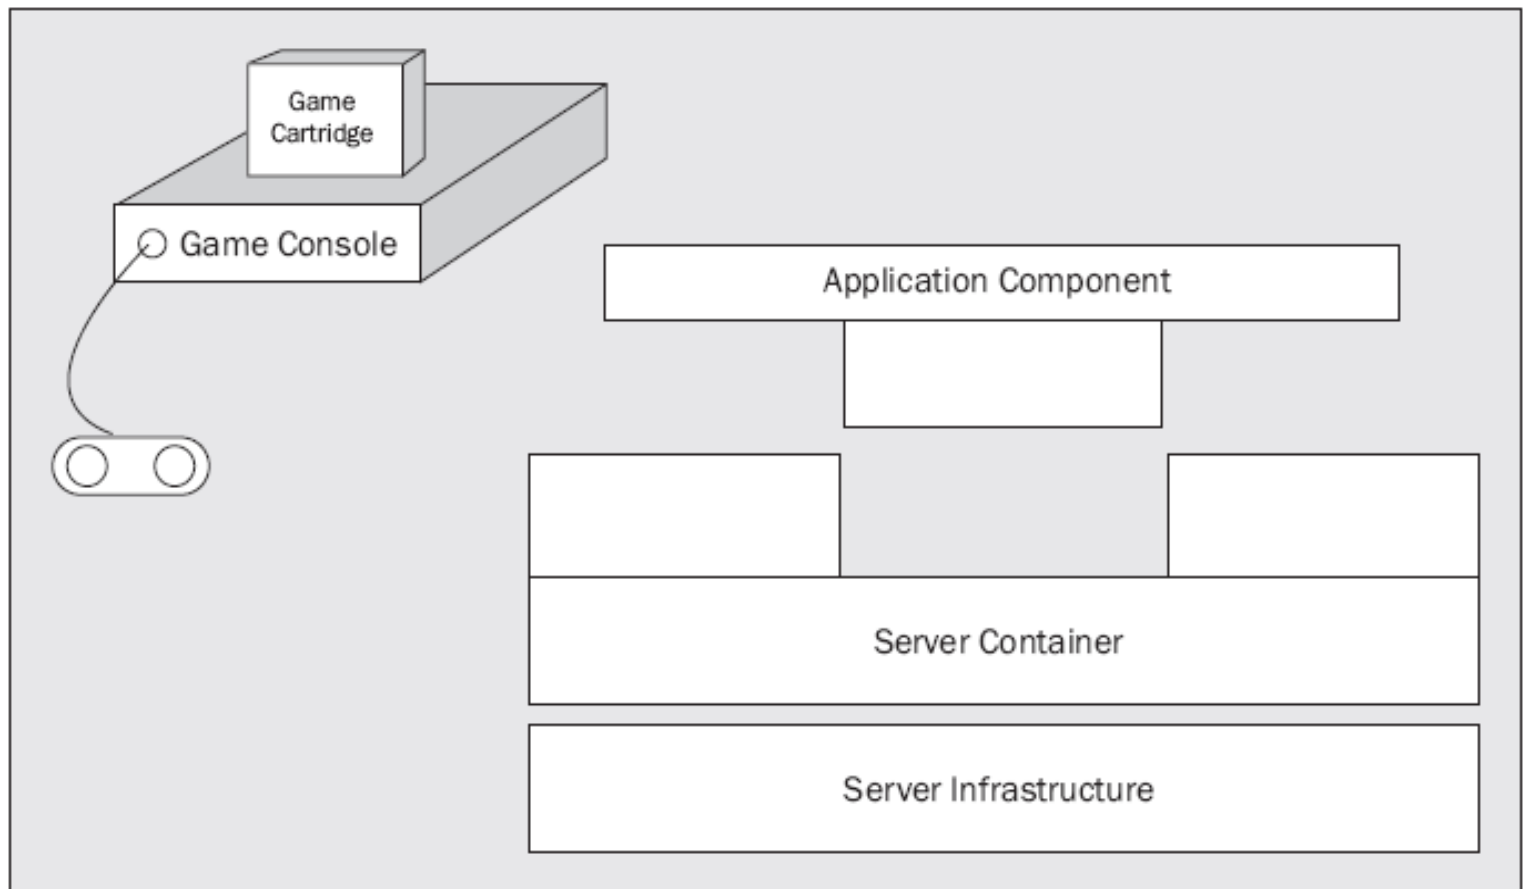 Game
Cartridge
Game Console
Application Component
Server Container
Server Infrastructure